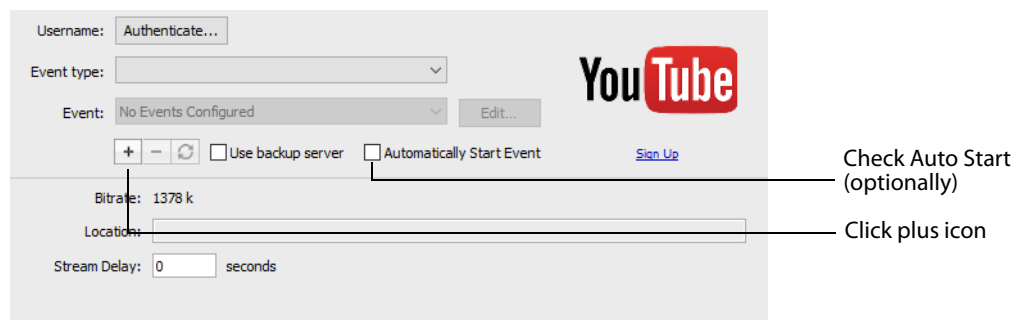 Username: Authenticate...
Event type:
YouTube
Event: No Events Configured Edit...
+ − Use backup server Automatically Start Event Sign Up
Check Auto Start
(optionally)
Bitrate: 1378 k
Location:
Click plus icon
Stream Delay: 0 seconds